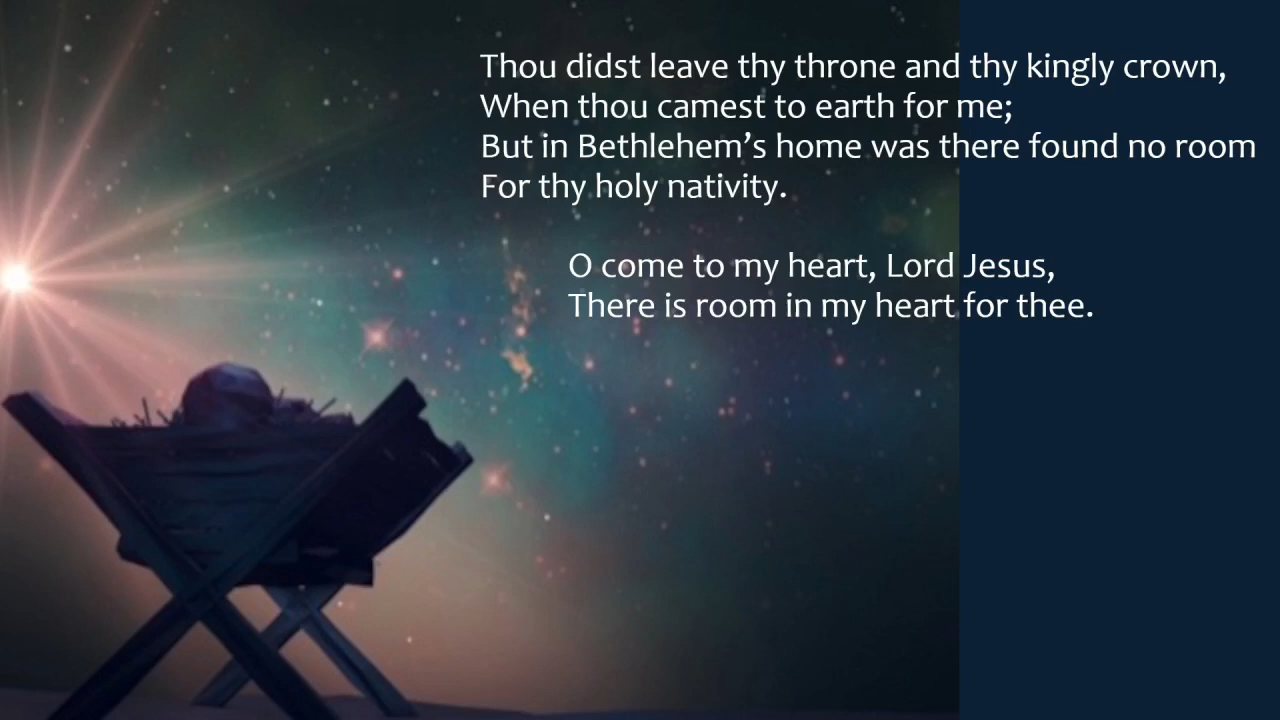 Thou didst leave thy throne and thy kingly crown,
When thou camest to earth for me;
But in Bethlehem’s home was there found no room
For thy holy nativity.
O come to my heart, Lord Jesus,
There is room in my heart for thee.